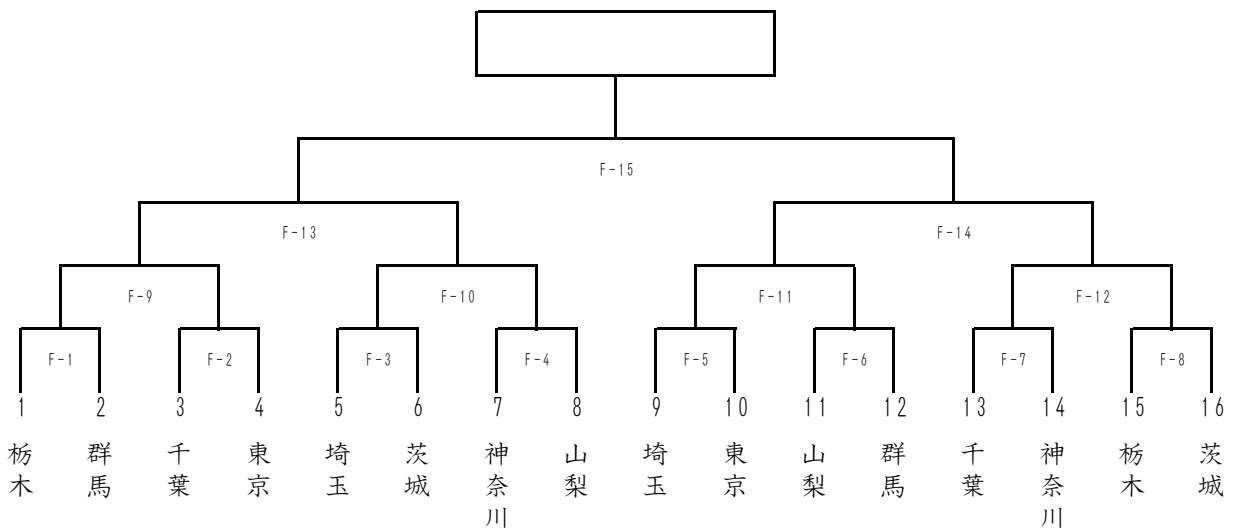 F-15
F-13 F-14
F-9 F-10 F-11 F-12
F-1 F-2 F-3 F-4 F-5 F-6 F-7 F-8
1 2 3 4 5 6 7 8 9 10 11 12 13 14 15 16
栃木 群馬 千葉 東京 埼玉 茨城 神奈川 山梨 埼玉 東京 山梨 群馬 千葉 神奈川 栃木 茨城